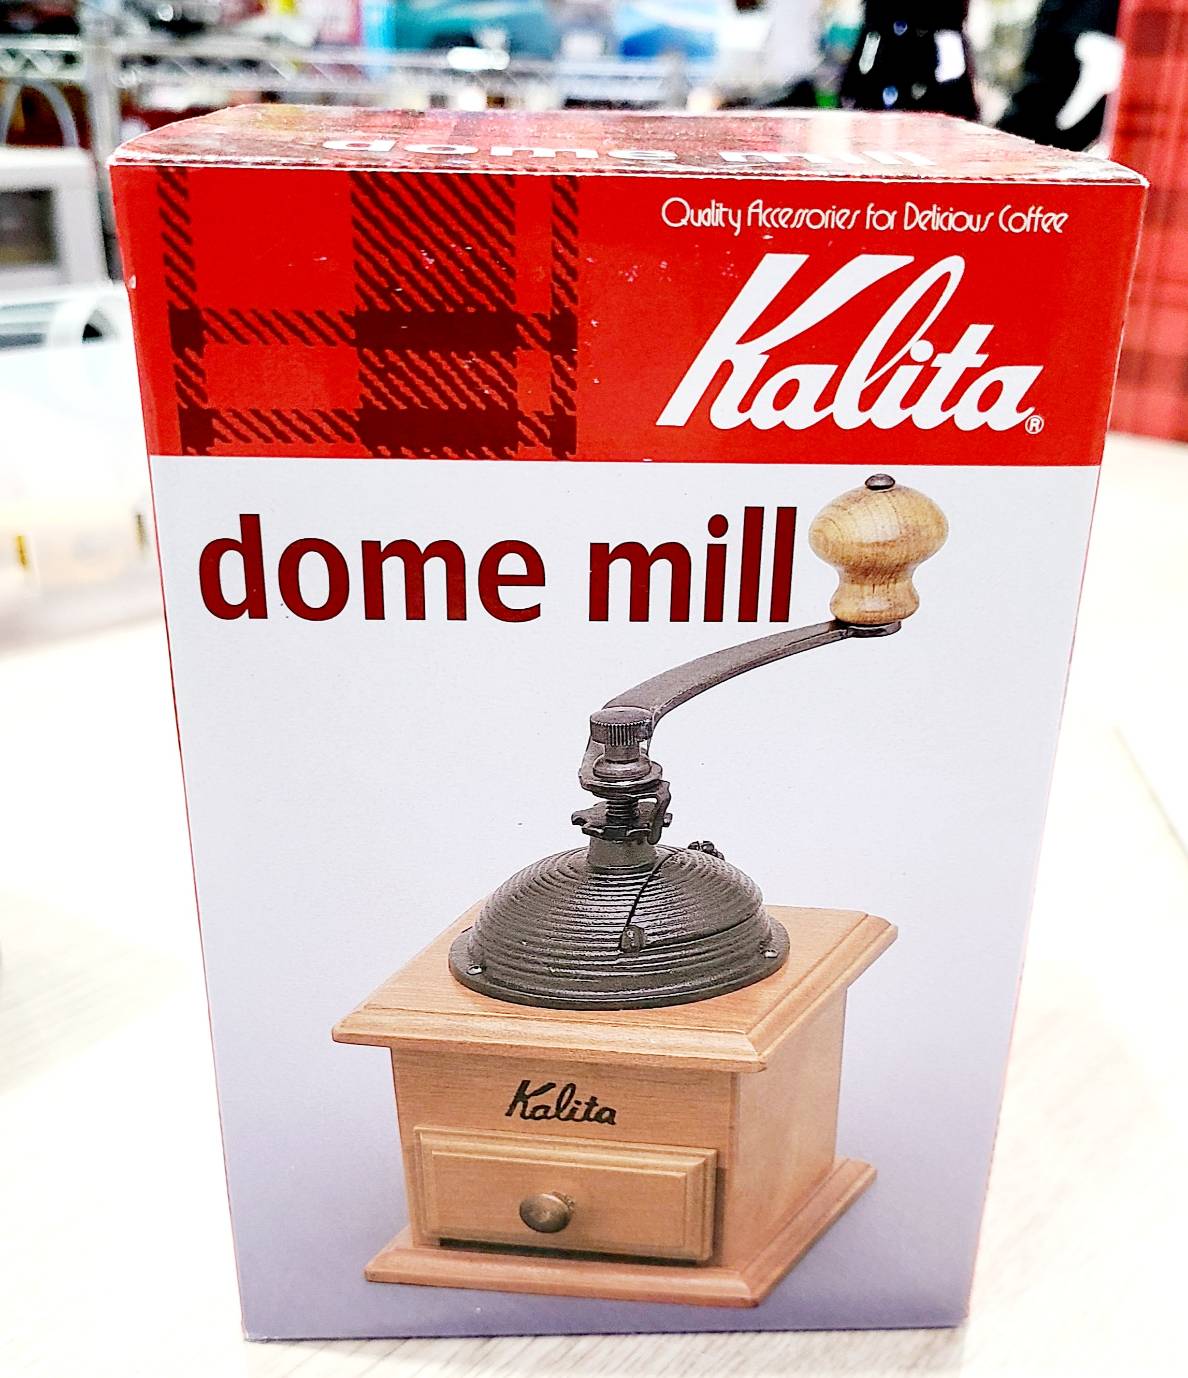 dome mill
Quality Accessories for Delicious Coffee
Kalita®
dome mill
Kalita